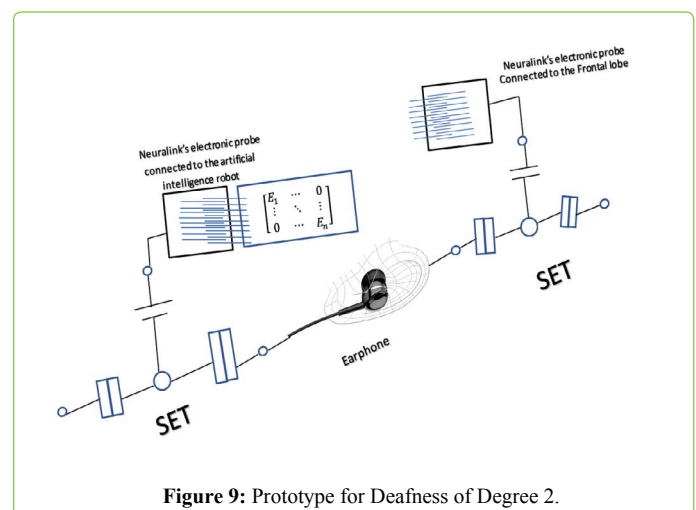 Neuralink's electronic probe
Connected to the Frontal lobe
Neuralink's electronic probe
connected to the artificial
intelligence robot
E₁ ⋯ 0
⋮ ⋱ ⋮
0 ⋯ Eₙ
SET
Earphone
SET
Figure 9: Prototype for Deafness of Degree 2.